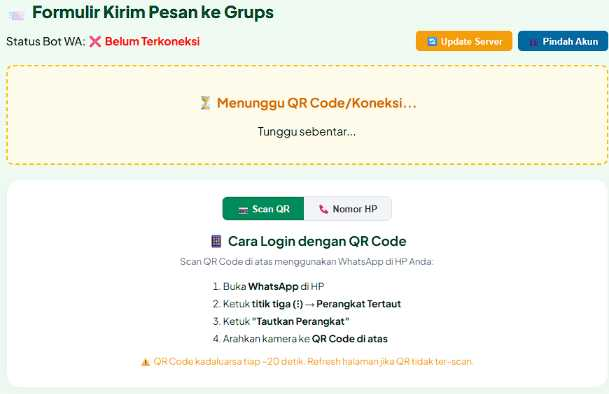 Formulir Kirim Pesan ke Grups
Status Bot WA: ❌ Belum Terkoneksi
Update Server
Pindah Akun
⏳ Menunggu QR Code/Koneksi...
Tunggu sebentar...
Scan QR
Nomor HP
Cara Login dengan QR Code
Scan QR Code di atas menggunakan WhatsApp di HP Anda:
1. Buka WhatsApp di HP
2. Ketuk titik tiga (⋮) → Perangkat Tertaut
3. Ketuk "Tautkan Perangkat"
4. Arahkan kamera ke QR Code di atas
⚠️ QR Code kadaluarsa tiap ~20 detik. Refresh halaman jika QR tidak ter-scan.